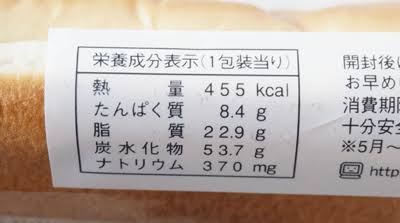 栄養成分表示(1包装当り)
熱量 455 kcal
たんぱく質 8.4 g
脂質 22.9 g
炭水化物 53.7 g
ナトリウム 370 mg
開封後
お早め
消費期限
十分安全
※5月〜
http